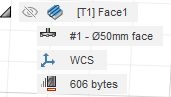 [T1] Face1
#1 - Ø50mm face
WCS
606 bytes